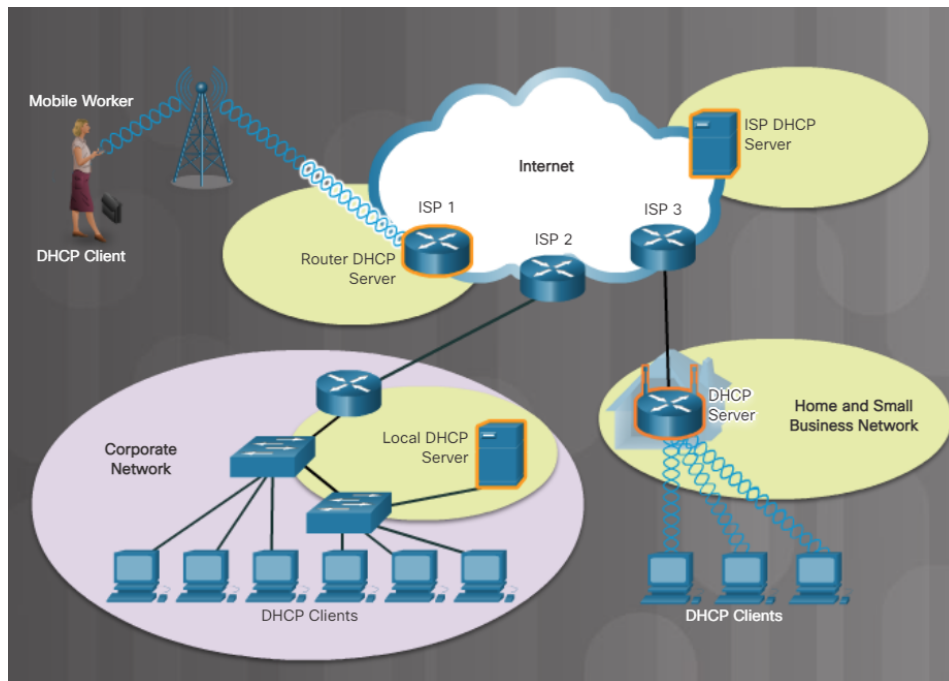 Mobile Worker
DHCP Client
Internet
ISP DHCP
Server
ISP 1
ISP 2
ISP 3
Router DHCP
Server
Corporate
Network
Local DHCP
Server
DHCP Clients
DHCP
Server
Home and Small
Business Network
DHCP Clients